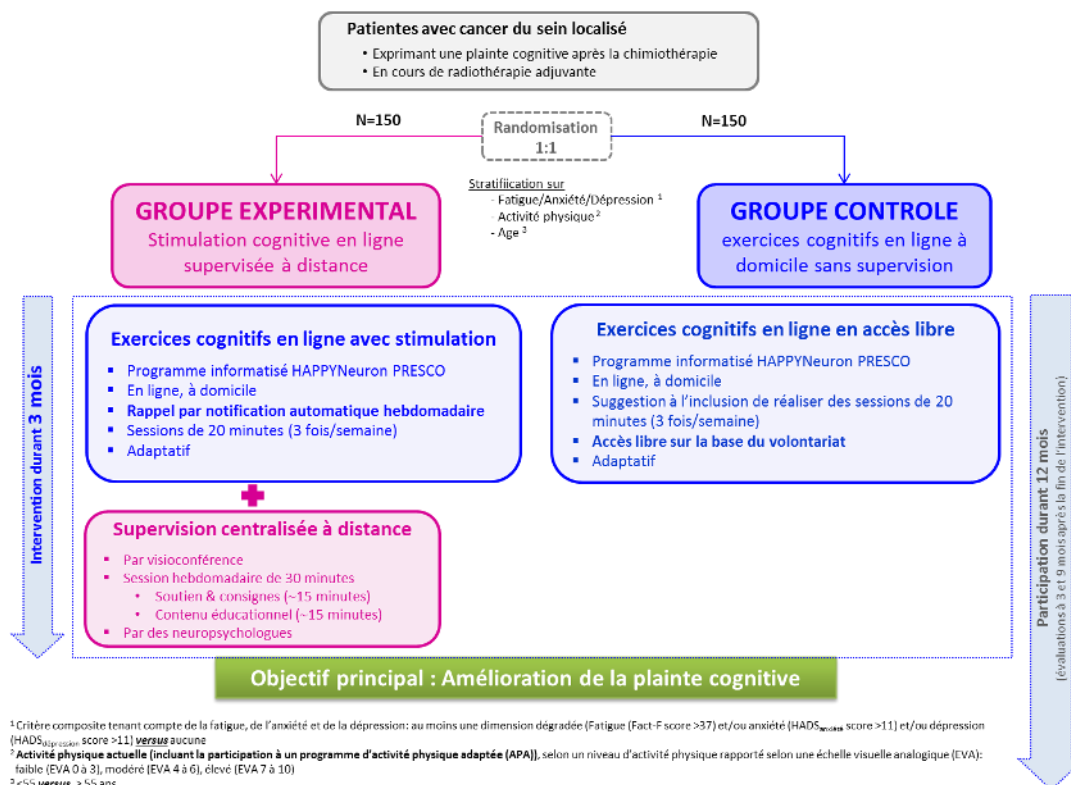 Patientes avec cancer du sein localisé
• Exprimant une plainte cognitive après la chimiothérapie
• En cours de radiothérapie adjuvante
N=150
Randomisation
1:1
N=150
Stratifiication sur
- Fatigue/Anxiété/Dépression 1
- Activité physique 2
- Age 3
GROUPE EXPERIMENTAL
Stimulation cognitive en ligne
supervisée à distance
GROUPE CONTROLE
exercices cognitifs en ligne à
domicile sans supervision
Intervention durant 3 mois
Exercices cognitifs en ligne avec stimulation
▪ Programme informatisé HAPPYNeuron PRESCO
▪ En ligne, à domicile
▪ Rappel par notification automatique hebdomadaire
▪ Sessions de 20 minutes (3 fois/semaine)
▪ Adaptatif
Exercices cognitifs en ligne en accès libre
▪ Programme informatisé HAPPYNeuron PRESCO
▪ En ligne, à domicile
▪ Suggestion à l'inclusion de réaliser des sessions de 20
minutes (3 fois/semaine)
▪ Accès libre sur la base du volontariat
▪ Adaptatif
Supervision centralisée à distance
▪ Par visioconférence
▪ Session hebdomadaire de 30 minutes
• Soutien & consignes (~15 minutes)
• Contenu éducationnel (~15 minutes)
▪ Par des neuropsychologues
Participation durant 12 mois
(évaluations à 3 et 9 mois après la fin de l'intervention)
Objectif principal : Amélioration de la plainte cognitive
1 Critère composite tenant compte de la fatigue, de l'anxiété et de la dépression: au moins une dimension dégradée (Fatigue (Fact-F score >37) et/ou anxiété (HADSanxiété score >11) et/ou dépression
(HADSdépression score >11) versus aucune
2 Activité physique actuelle (incluant la participation à un programme d'activité physique adaptée (APA)), selon un niveau d'activité physique rapporté selon une échelle visuelle analogique (EVA):
faible (EVA 0 à 3), modéré (EVA 4 à 6), élevé (EVA 7 à 10)
3 <55 versus ≥ 55 ans